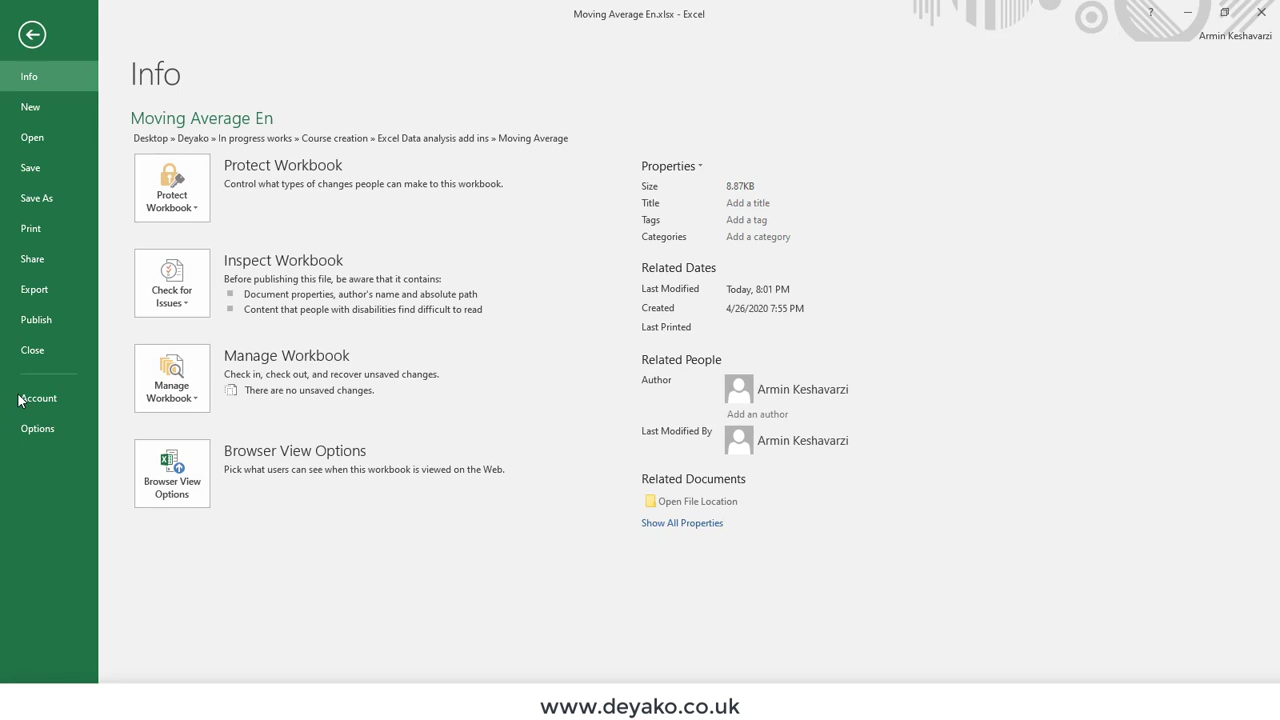 Moving Average En.xlsx - Excel
?
Armin Keshavarzi
Info
New
Open
Save
Save As
Print
Share
Export
Publish
Close
Account
Options
Info
Moving Average En
Desktop » Deyako » In progress works » Course creation » Excel Data analysis add ins » Moving Average
Protect
Workbook
Protect Workbook
Control what types of changes people can make to this workbook.
Check for
Issues
Inspect Workbook
Before publishing this file, be aware that it contains:
Document properties, author's name and absolute path
Content that people with disabilities find difficult to read
Manage
Workbook
Manage Workbook
Check in, check out, and recover unsaved changes.
There are no unsaved changes.
Browser View
Options
Browser View Options
Pick what users can see when this workbook is viewed on the Web.
Properties
Size 8.87KB
Title Add a title
Tags Add a tag
Categories Add a category
Related Dates
Last Modified Today, 8:01 PM
Created 4/26/2020 7:55 PM
Last Printed
Related People
Author Armin Keshavarzi
Add an author
Last Modified By Armin Keshavarzi
Related Documents
Open File Location
Show All Properties
www.deyako.co.uk